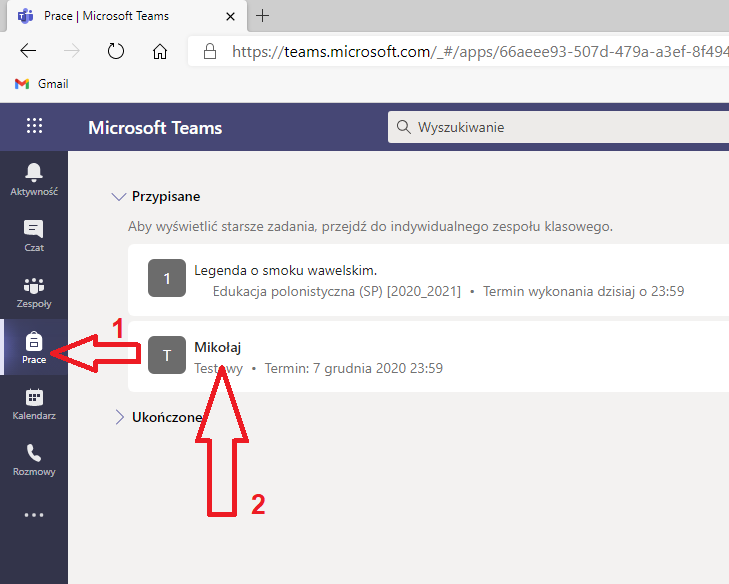 Prace | Microsoft Teams
https://teams.microsoft.com/_#/apps/66aeee93-507d-479a-a3ef-8f494
Gmail
Microsoft Teams
Wyszukiwanie
Aktywność
Czat
Zespoły
Prace
Kalendarz
Rozmowy
Przypisane
Aby wyświetlić starsze zadania, przejdź do indywidualnego zespołu klasowego.
1
Legenda o smoku wawelskim.
Edukacja polonistyczna (SP) [2020_2021] • Termin wykonania dzisiaj o 23:59
1
T
Mikołaj
Testowy • Termin: 7 grudnia 2020 23:59
Ukończone
2